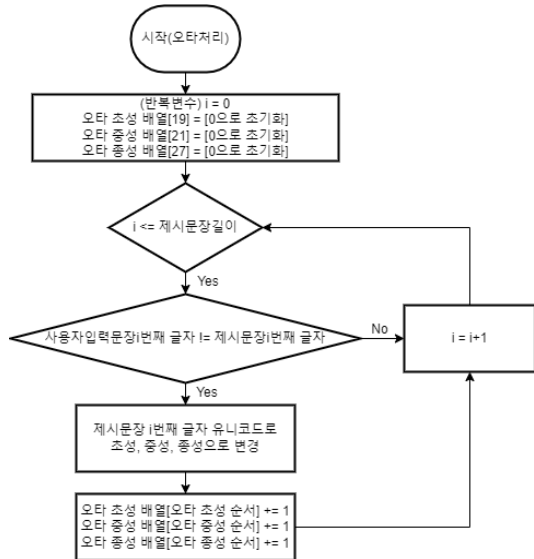 시작(오타처리)
(반복변수) i = 0
오타 초성 배열[19] = [0으로 초기화]
오타 중성 배열[21] = [0으로 초기화]
오타 종성 배열[27] = [0으로 초기화]
i <= 제시문장길이
Yes
사용자입력문장i번째 글자 != 제시문장i번째 글자
No
i = i+1
Yes
제시문장 i번째 글자 유니코드로
초성, 중성, 종성으로 변경
오타 초성 배열[오타 초성 순서] += 1
오타 중성 배열[오타 중성 순서] += 1
오타 종성 배열[오타 종성 순서] += 1